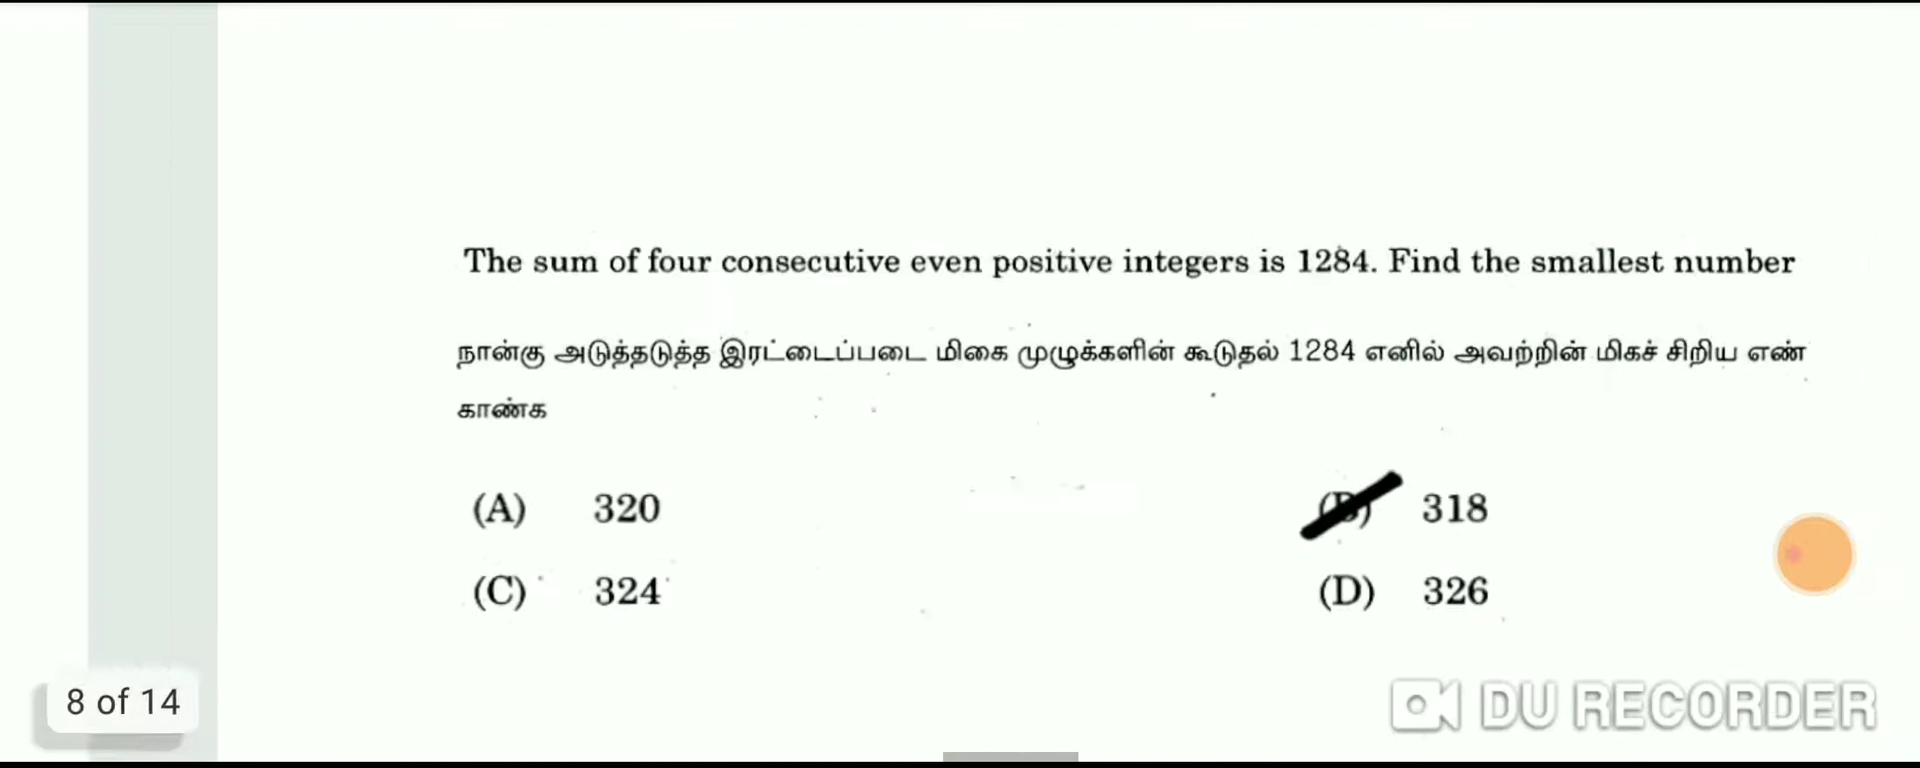 The sum of four consecutive even positive integers is 1284. Find the smallest number
நான்கு அடுத்தடுத்த இரட்டைப்படை மிகை முழுக்களின் கூடுதல் 1284 எனில் அவற்றின் மிகச் சிறிய எண்
காண்க
(A) 320 (B) 318
(C) 324 (D) 326
8 of 14
DU RECORDER